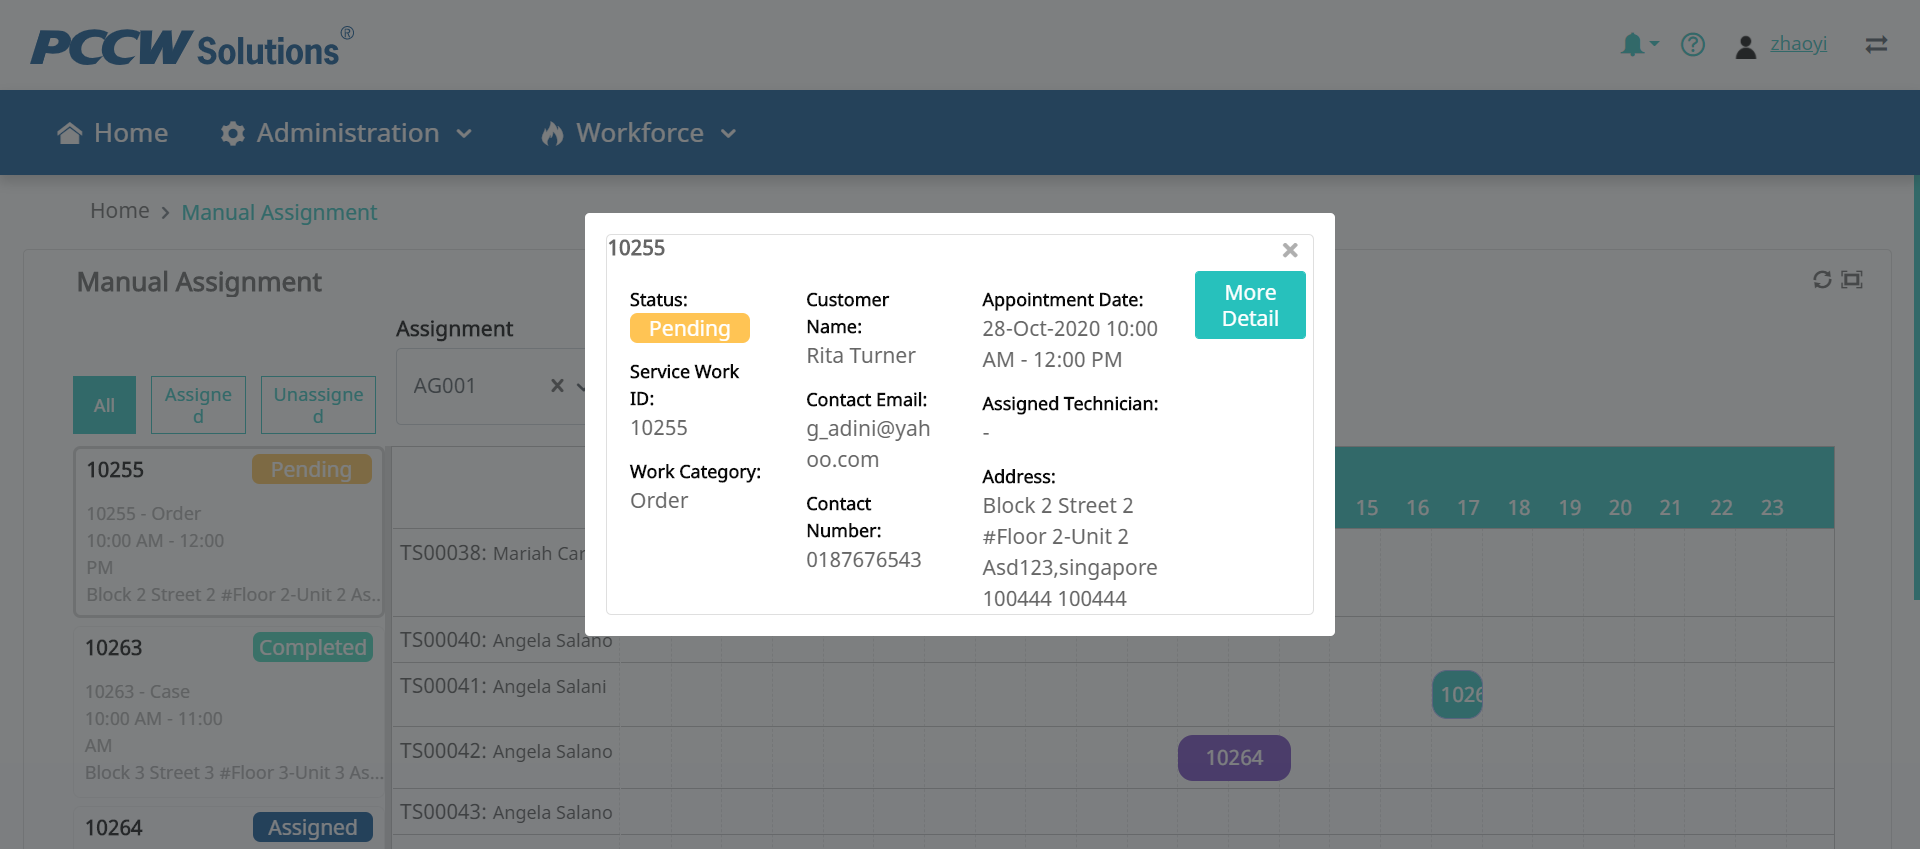 PCCW Solutions®
zhaoyi
Home
Administration
Workforce
Home
Manual Assignment
Manual Assignment
Assignment
AG001
All
Assigne
d
Unassigne
d
10255
Pending
10255 - Order
10:00 AM - 12:00
PM
Block 2 Street 2 #Floor 2-Unit 2 As...
10263
Completed
10263 - Case
10:00 AM - 11:00
AM
Block 3 Street 3 #Floor 3-Unit 3 As...
10264
Assigned
15 16 17 18 19 20 21 22 23
TS00038: Mariah Car
TS00040: Angela Salano
TS00041: Angela Salani
1026
TS00042: Angela Salano
10264
TS00043: Angela Salano
10255
Status:
Pending
Service Work
ID:
10255
Work Category:
Order
Customer
Name:
Rita Turner
Contact Email:
g_adini@yah
oo.com
Contact
Number:
0187676543
Appointment Date:
28-Oct-2020 10:00
AM - 12:00 PM
Assigned Technician:
-
Address:
Block 2 Street 2
#Floor 2-Unit 2
Asd123,singapore
100444 100444
More
Detail